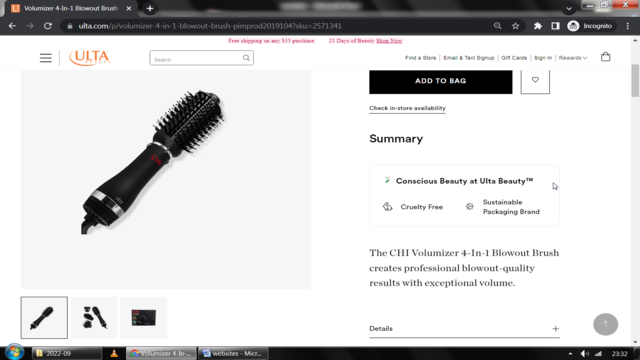 Volumizer 4-In-1 Blowout Brush
ulta.com/p/volumizer-4-in-1-blowout-brush-pimprod2019104?sku=2571341
Incognito
Free shipping on any $35 purchase 21 Days of Beauty Shop Now
ULTA
BEAUTY
Search
Find a Store
Email & Text Signup
Gift Cards
Sign In
Rewards
ADD TO BAG
Check in-store availability
Summary
Conscious Beauty at Ulta Beauty™
Cruelty Free
Sustainable
Packaging Brand
The CHI Volumizer 4-In-1 Blowout Brush
creates professional blowout-quality
results with exceptional volume.
Details
2022-09
Volumizer 4-In-...
websites - Micr...
23:32